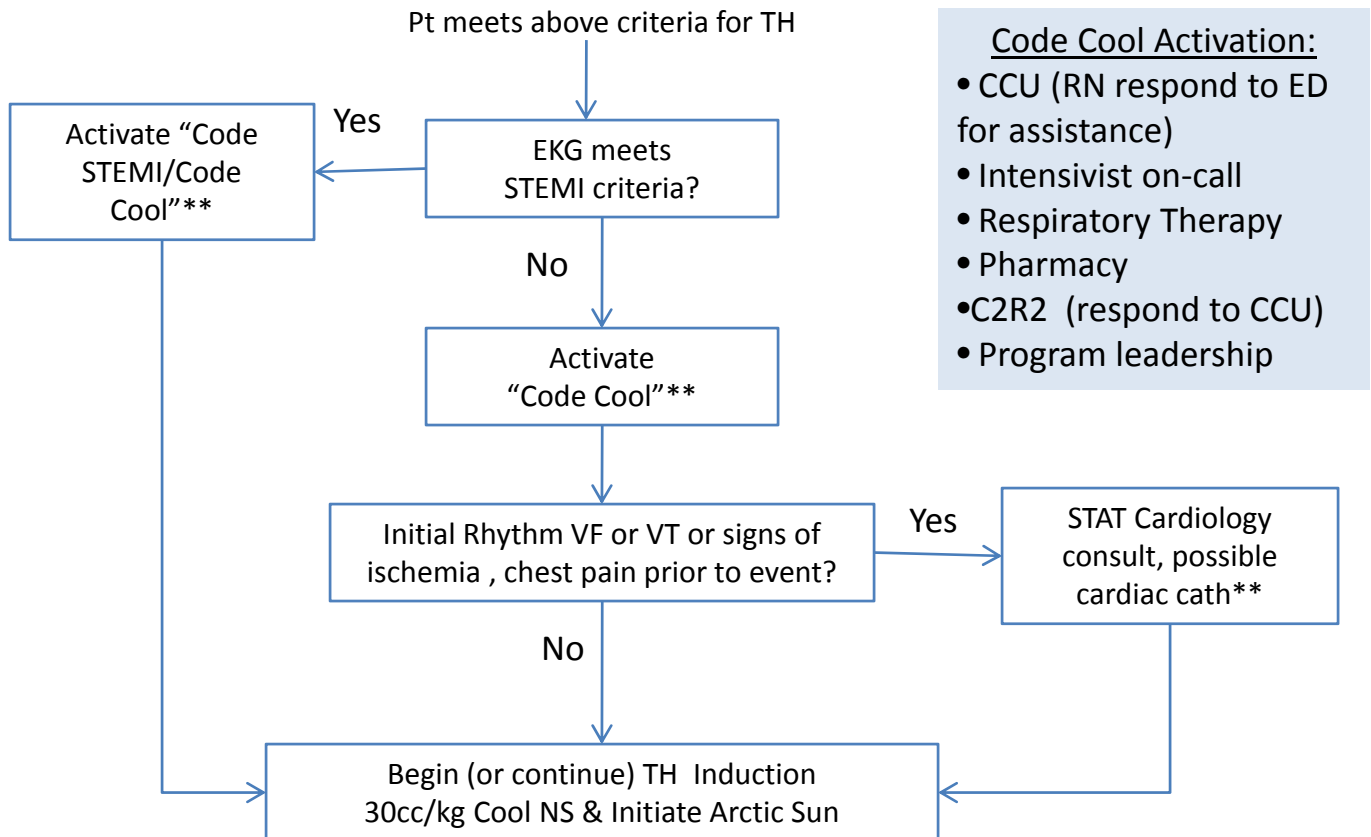 Pt meets above criteria for TH
Code Cool Activation:
• CCU (RN respond to ED
for assistance)
• Intensivist on-call
• Respiratory Therapy
• Pharmacy
•C2R2 (respond to CCU)
• Program leadership
Activate “Code
STEMI/Code
Cool”**
Yes
EKG meets
STEMI criteria?
No
Activate
“Code Cool”**
Initial Rhythm VF or VT or signs of
ischemia , chest pain prior to event?
Yes
STAT Cardiology
consult, possible
cardiac cath**
No
Begin (or continue) TH Induction
30cc/kg Cool NS & Initiate Arctic Sun